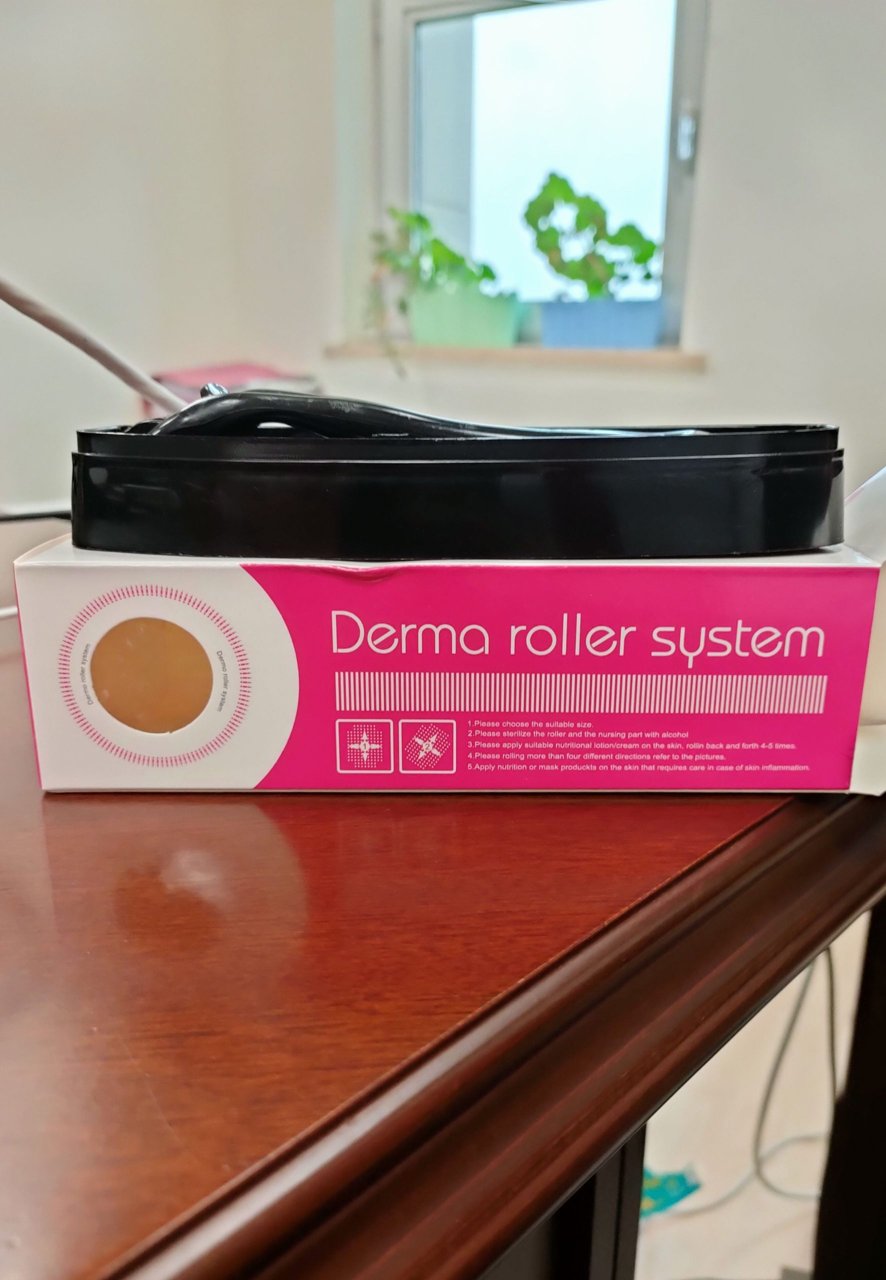 Derma roller system
Derma roller system
Derma roller system
1
2
1.Please choose the suitable size.
2.Please sterilize the roller and the nursing part with alcohol
3.Please apply suitable nutritional lotion/cream on the skin, rollin back and forth 4-5 times.
4.Please rolling more than four different directions refer to the pictures.
5.Apply nutrition or mask produckts on the skin that requires care in case of skin inflammation.